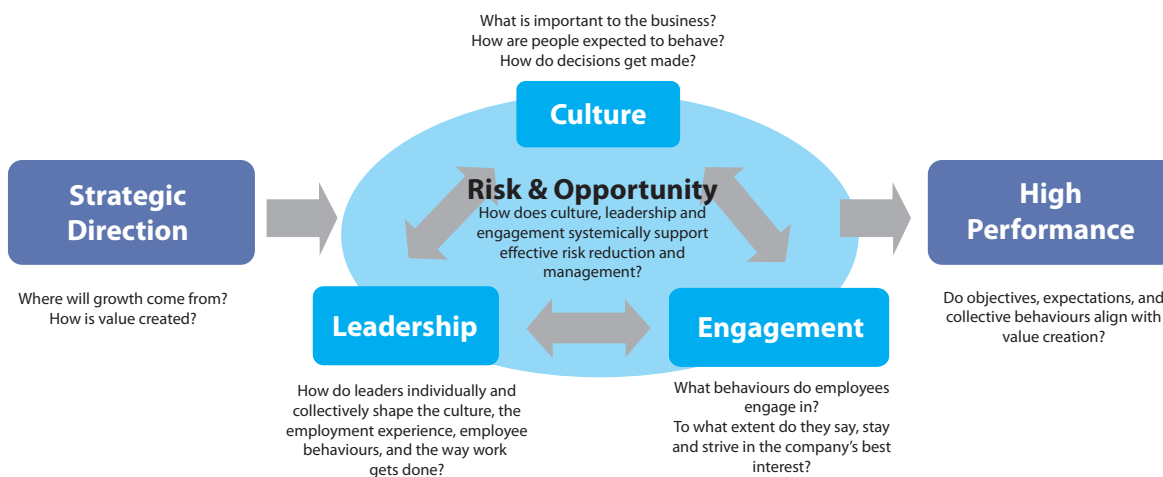 What is important to the business?
How are people expected to behave?
How do decisions get made?
Culture
Strategic
Direction
Where will growth come from?
How is value created?
Risk & Opportunity
How does culture, leadership and
engagement systemically support
effective risk reduction and
management?
High
Performance
Do objectives, expectations, and
collective behaviours align with
value creation?
Leadership
How do leaders individually and
collectively shape the culture, the
employment experience, employee
behaviours, and the way work
gets done?
Engagement
What behaviours do employees
engage in?
To what extent do they say, stay
and strive in the company’s best
interest?